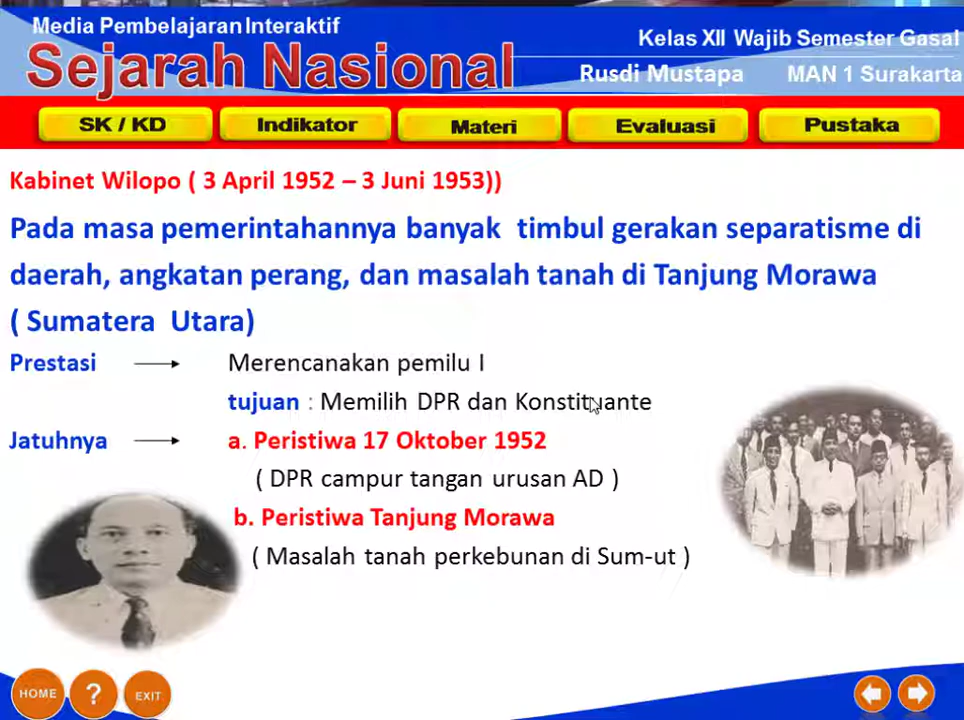 Media Pembelajaran Interaktif
Sejarah Nasional
Kelas XII Wajib Semester Gasal
Rusdi Mustapa MAN 1 Surakarta
SK / KD Indikator Materi Evaluasi Pustaka
Kabinet Wilopo ( 3 April 1952 – 3 Juni 1953))
Pada masa pemerintahannya banyak timbul gerakan separatisme di
daerah, angkatan perang, dan masalah tanah di Tanjung Morawa
( Sumatera Utara)
Prestasi → Merencanakan pemilu I
tujuan : Memilih DPR dan Konstituante
Jatuhnya → a. Peristiwa 17 Oktober 1952
( DPR campur tangan urusan AD )
b. Peristiwa Tanjung Morawa
( Masalah tanah perkebunan di Sum-ut )
HOME ? EXIT